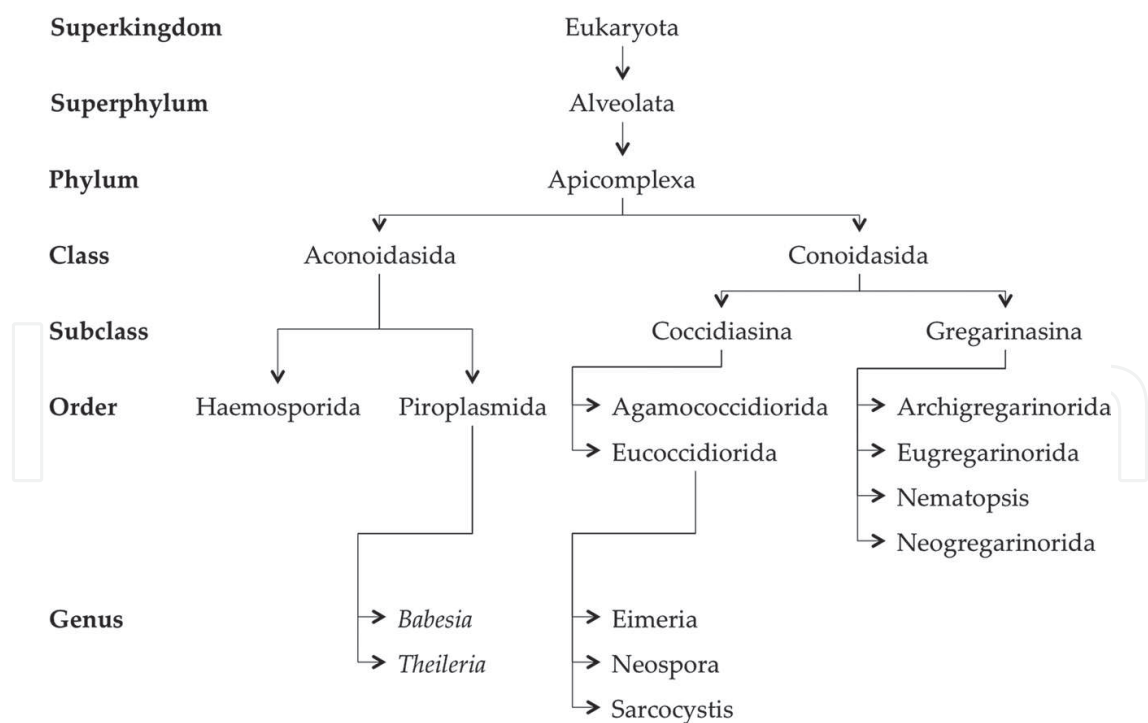 Superkingdom Eukaryota
Superphylum Alveolata
Phylum Apicomplexa
Class Aconoidasida Conoidasida
Subclass Coccidiasina Gregarinasina
Order Haemosporida Piroplasmida Agamococcidiorida Archigregarinorida
Eucoccidiorida Eugregarinorida
Nematopsis
Neogregarinorida
Genus Babesia Eimeria
Theileria Neospora
Sarcocystis